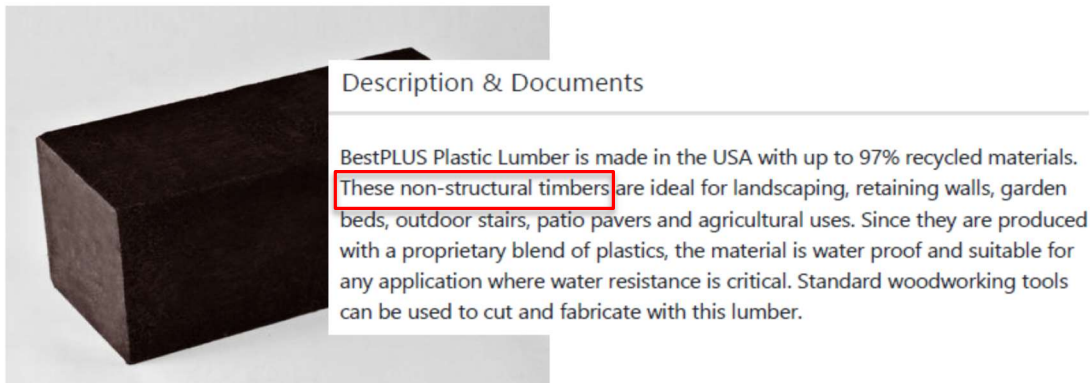 Description & Documents
BestPLUS Plastic Lumber is made in the USA with up to 97% recycled materials.
These non-structural timbers are ideal for landscaping, retaining walls, garden
beds, outdoor stairs, patio pavers and agricultural uses. Since they are produced
with a proprietary blend of plastics, the material is water proof and suitable for
any application where water resistance is critical. Standard woodworking tools
can be used to cut and fabricate with this lumber.